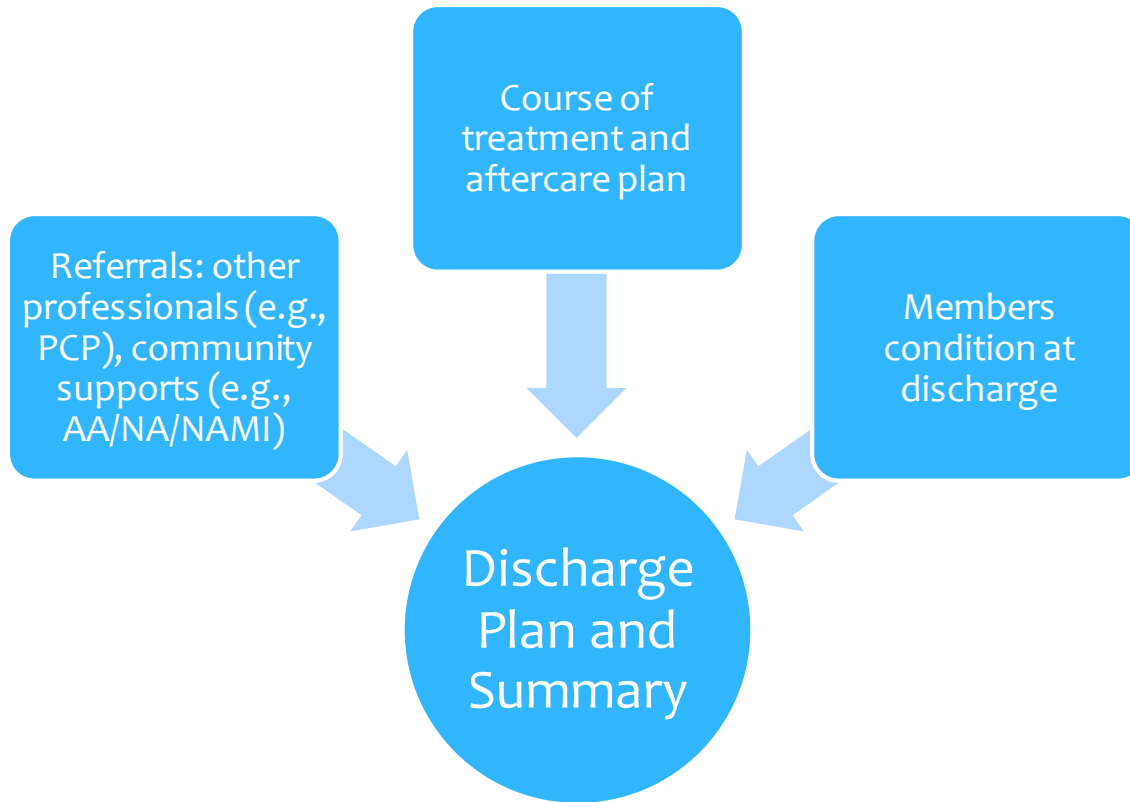 Course of
treatment and
aftercare plan
Referrals: other
professionals (e.g.,
PCP), community
supports (e.g.,
AA/NA/NAMI)
Members
condition at
discharge
Discharge
Plan and
Summary